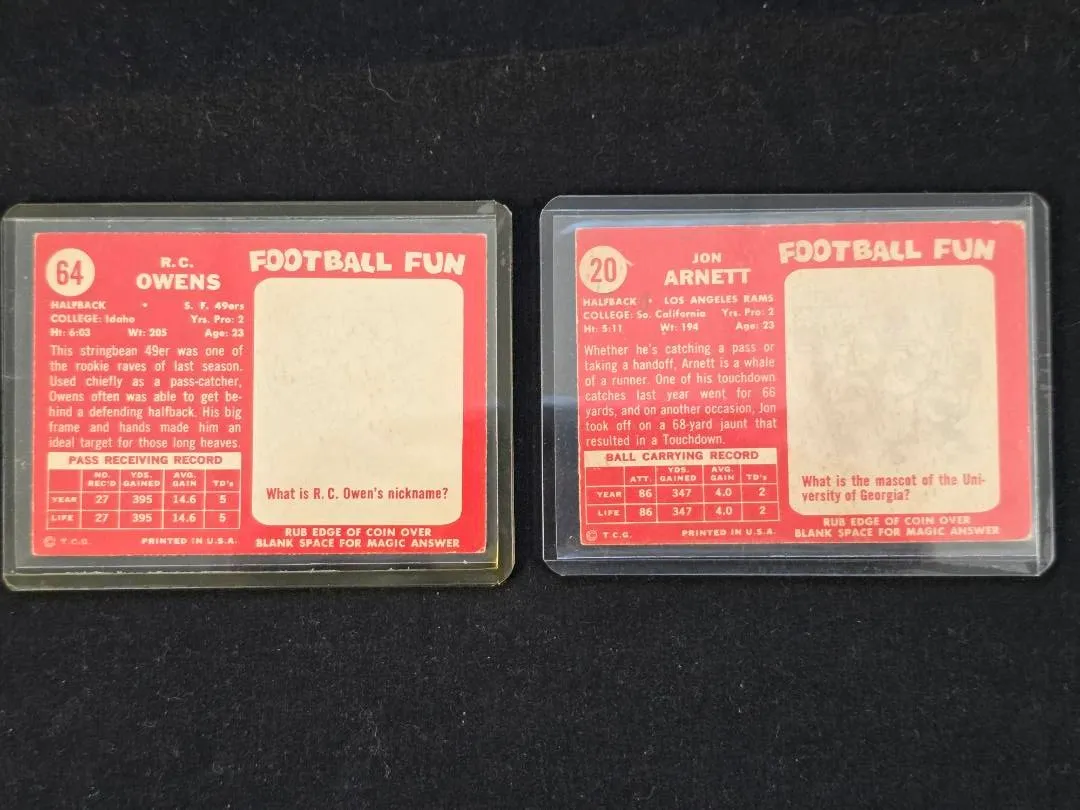 64
R.C.
OWENS
HALFBACK • S. F. 49ers
COLLEGE: Idaho Yrs. Pro: 2
Ht: 6:03 Wt: 205 Age: 23
This stringbean 49er was one of
the rookie raves of last season.
Used chiefly as a pass-catcher,
Owens often was able to get be-
hind a defending halfback. His big
frame and hands made him an
ideal target for those long heaves.
PASS RECEIVING RECORD
NO. REC'D YDS. GAINED AVG. GAIN TD's
YEAR 27 395 14.6 5
LIFE 27 395 14.6 5
© T.C.G. PRINTED IN U.S.A.
FOOTBALL FUN
What is R. C. Owen's nickname?
RUB EDGE OF COIN OVER
BLANK SPACE FOR MAGIC ANSWER
20
JON
ARNETT
HALFBACK • LOS ANGELES RAMS
COLLEGE: So. California Yrs. Pro: 2
Ht: 5:11 Wt: 194 Age: 23
Whether he's catching a pass or
taking a handoff, Arnett is a whale
of a runner. One of his touchdown
catches last year went for 66
yards, and on another occasion, Jon
took off on a 68-yard jaunt that
resulted in a Touchdown.
BALL CARRYING RECORD
ATT. YDS. GAINED AVG. GAIN TD's
YEAR 86 347 4.0 2
LIFE 86 347 4.0 2
© T.C.G. PRINTED IN U.S.A.
FOOTBALL FUN
What is the mascot of the Uni-
versity of Georgia?
RUB EDGE OF COIN OVER
BLANK SPACE FOR MAGIC ANSWER